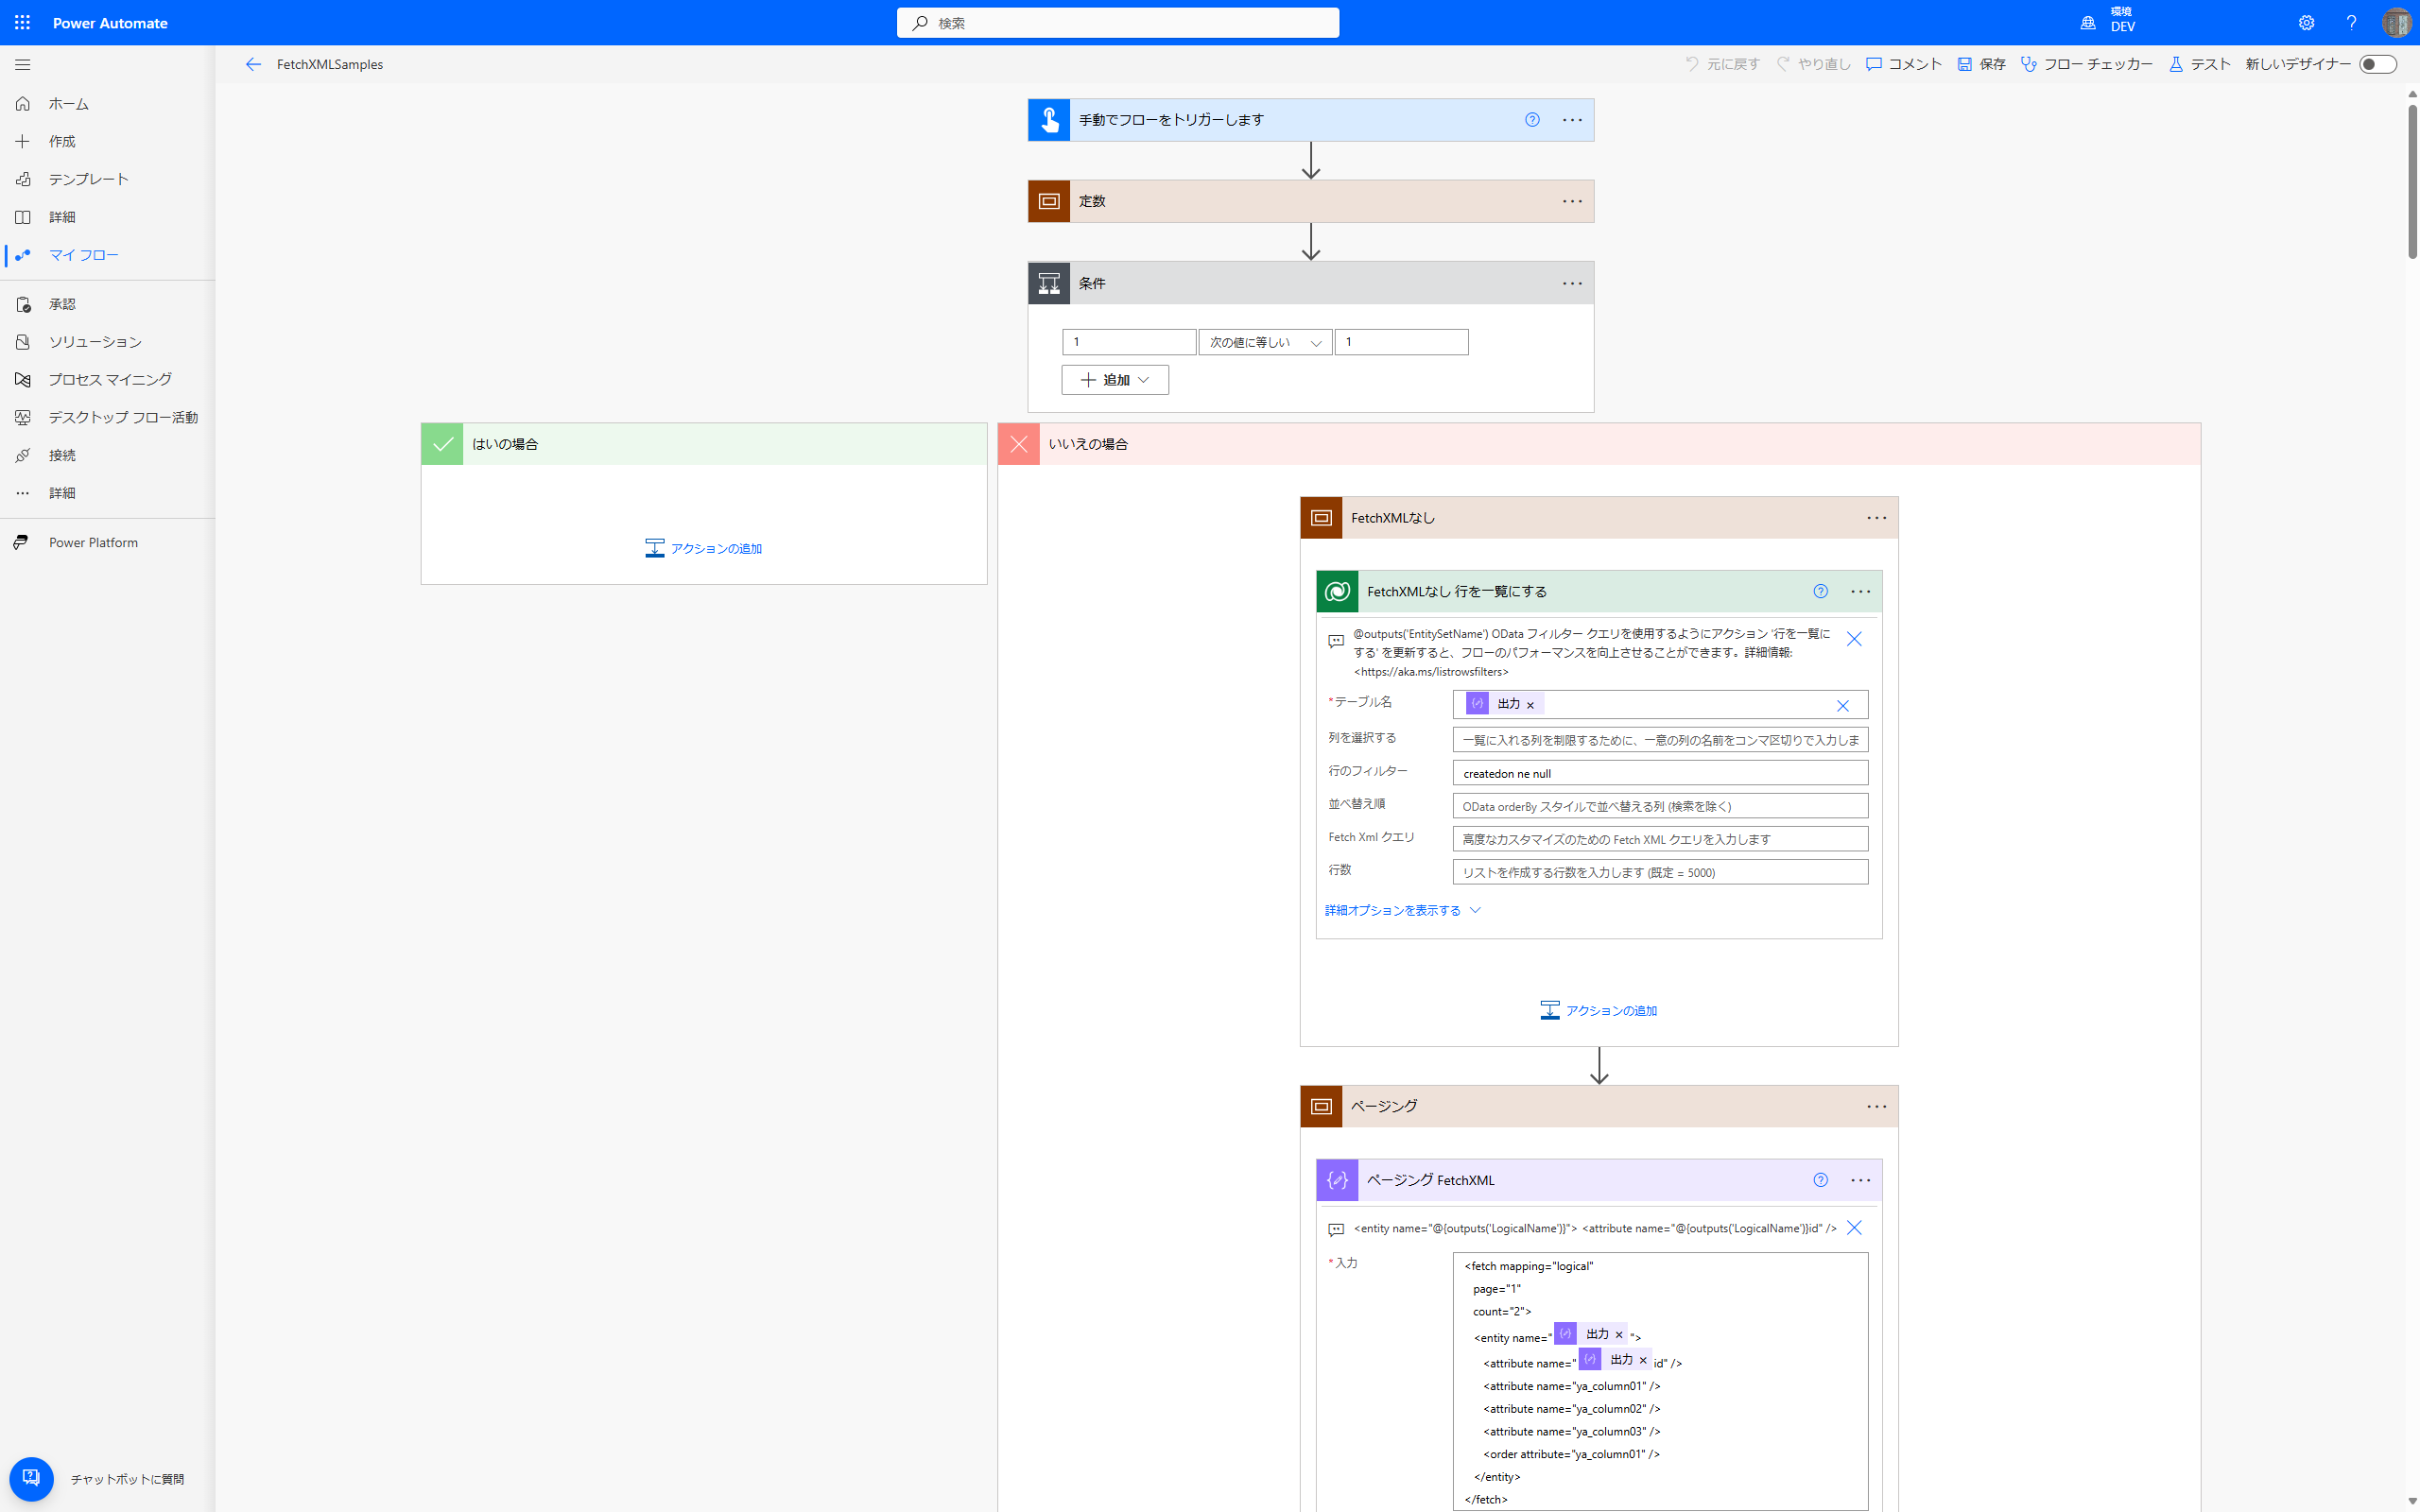 Power Automate
検索
環境
DEV
FetchXMLSamples
元に戻す
やり直し
コメント
保存
フロー チェッカー
テスト
新しいデザイナー
ホーム
作成
テンプレート
詳細
マイ フロー
承認
ソリューション
プロセス マイニング
デスクトップ フロー活動
接続
詳細
Power Platform
チャットボットに質問
手動でフローをトリガーします
定数
条件
1 次の値に等しい 1
追加
はいの場合
アクションの追加
いいえの場合
FetchXMLなし
FetchXMLなし 行を一覧にする
@outputs('EntitySetName') OData フィルター クエリを使用するようにアクション '行を一覧に
する' を更新すると、フローのパフォーマンスを向上させることができます。詳細情報:
<https://aka.ms/listrowsfilters>
*テーブル名 出力 ×
列を選択する 一覧に入れる列を制限するために、一意の列の名前をコンマ区切りで入力しま
行のフィルター createdon ne null
並べ替え順 OData orderBy スタイルで並べ替える列 (検索を除く)
Fetch Xml クエリ 高度なカスタマイズのための Fetch XML クエリを入力します
行数 リストを作成する行数を入力します (既定 = 5000)
詳細オプションを表示する
アクションの追加
ページング
ページング FetchXML
<entity name="@{outputs('LogicalName')}"> <attribute name="@{outputs('LogicalName')}id" />
*入力
<fetch mapping="logical"
page="1"
count="2">
<entity name=" 出力 × ">
<attribute name=" 出力 × id" />
<attribute name="ya_column01" />
<attribute name="ya_column02" />
<attribute name="ya_column03" />
<order attribute="ya_column01" />
</entity>
</fetch>